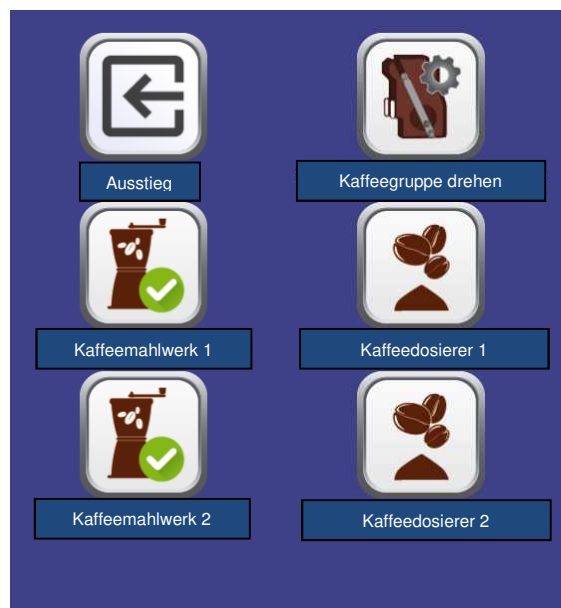 Ausstieg
Kaffeegruppe drehen
Kaffeemahlwerk 1
Kaffeedosierer 1
Kaffeemahlwerk 2
Kaffeedosierer 2